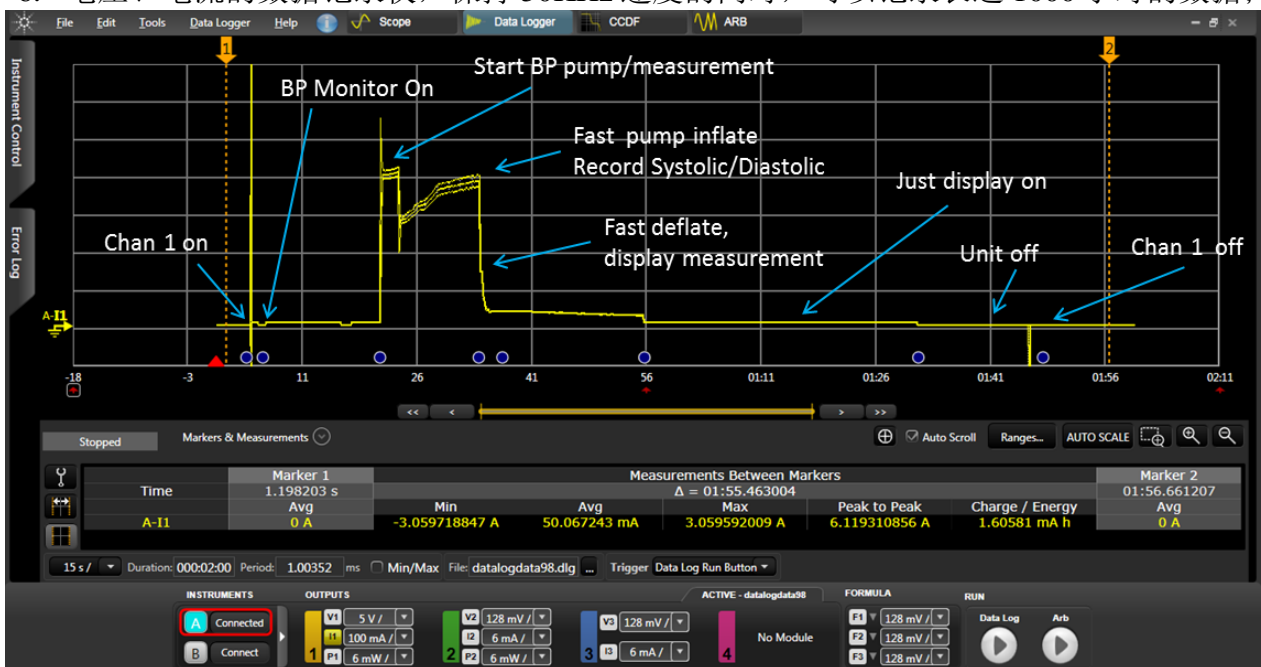 File Edit Tools Data Logger Help Scope Data Logger CCDF ARB
Instrument Control
Error Log
1
2
Start BP pump/measurement
BP Monitor On
Fast pump inflate
Record Systolic/Diastolic
Just display on
Chan 1 on
Fast deflate,
display measurement
Unit off
Chan 1 off
A-I1
-18 -3 11 26 41 56 01:11 01:26 01:41 01:56 02:11
<< < > >>
Stopped Markers & Measurements Auto Scroll Ranges... AUTO SCALE
Marker 1 Measurements Between Markers Marker 2
Time 1.198203 s Δ = 01:55.463004 01:56.661207
Avg Min Avg Max Peak to Peak Charge / Energy Avg
A-I1 0 A -3.059718847 A 50.067243 mA 3.059592009 A 6.119310856 A 1.60581 mA h 0 A
15 s / Duration: 000:02:00 Period: 1.00352 ms Min/Max File: datalogdata98.dlg ... Trigger Data Log Run Button
INSTRUMENTS OUTPUTS ACTIVE - datalogdata98 FORMULA RUN
A Connected V1 5 V / V2 128 mV / V3 128 mV / F1 128 mV / Data Log Arb
I1 100 mA / I2 6 mA / No Module F2 128 mV /
B Connect 1 P1 6 mW / 2 P2 6 mW / 3 I3 6 mA / 4 F3 128 mV /